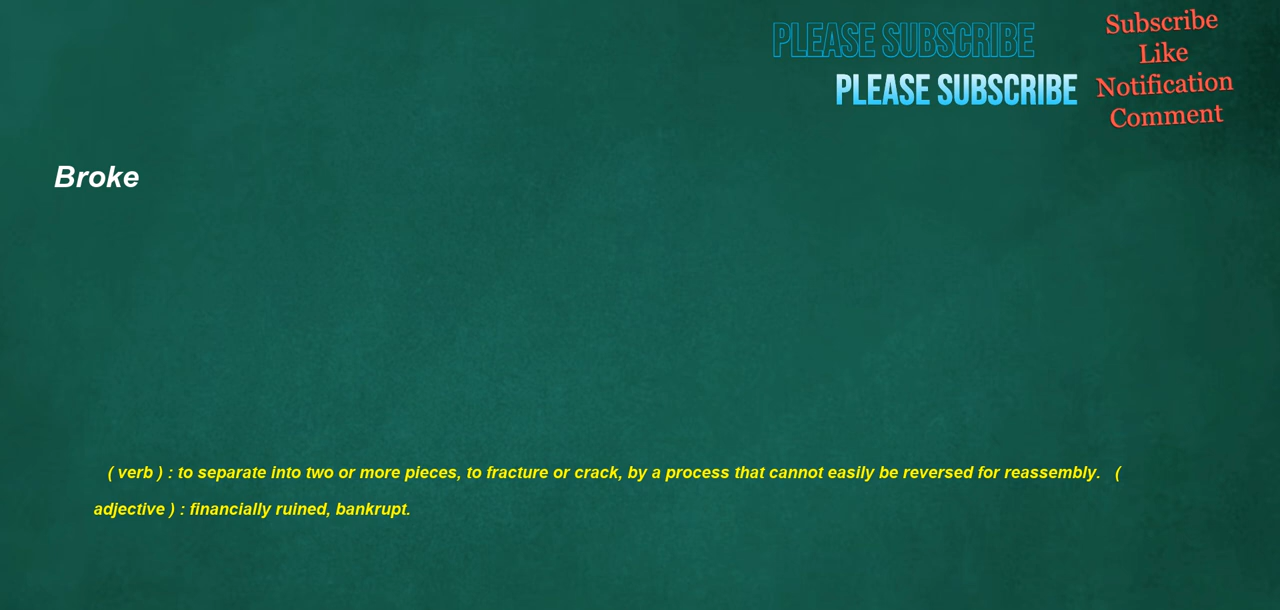 PLEASE SUBSCRIBE
PLEASE SUBSCRIBE
Subscribe
Like
Notification
Comment
Broke
( verb ) : to separate into two or more pieces, to fracture or crack, by a process that cannot easily be reversed for reassembly. (
adjective ) : financially ruined, bankrupt.